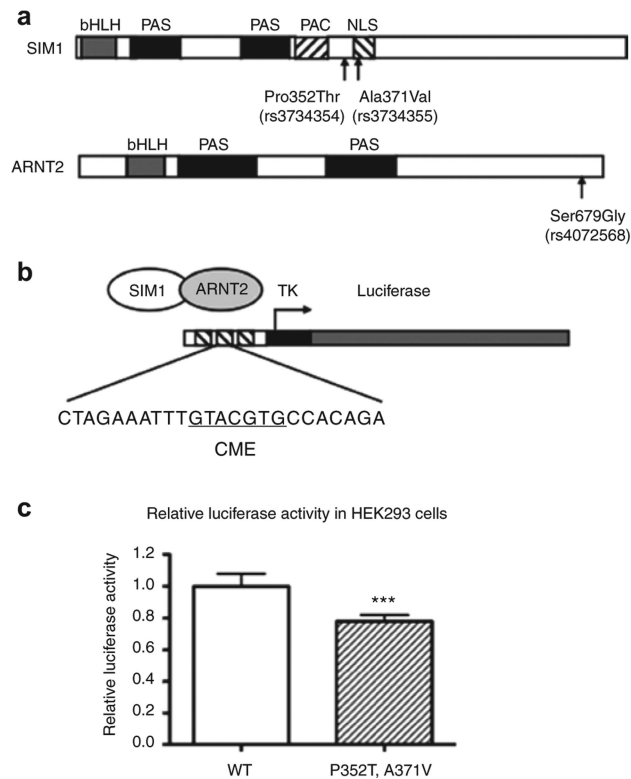 a
bHLH PAS PAS PAC NLS
SIM1
Pro352Thr Ala371Val
(rs3734354) (rs3734355)
bHLH PAS PAS
ARNT2
Ser679Gly
(rs4072568)
b
SIM1 ARNT2 TK Luciferase
CTAGAAATTTGTACGTGCCACAGA
CME
c
Relative luciferase activity in HEK293 cells
Relative luciferase activity
1.2
1.0
0.8
0.6
0.4
0.2
0.0
***
WT P352T, A371V